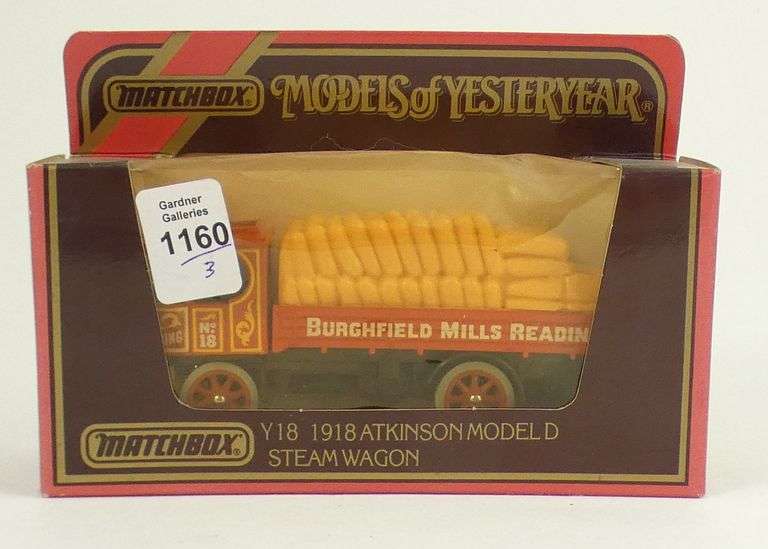 MATCHBOX®
MODELS of YESTERYEAR®
Gardner
Galleries
1160
3
No 18
BURGHFIELD MILLS READIN
MATCHBOX®
Y18 1918 ATKINSON MODEL D
STEAM WAGON